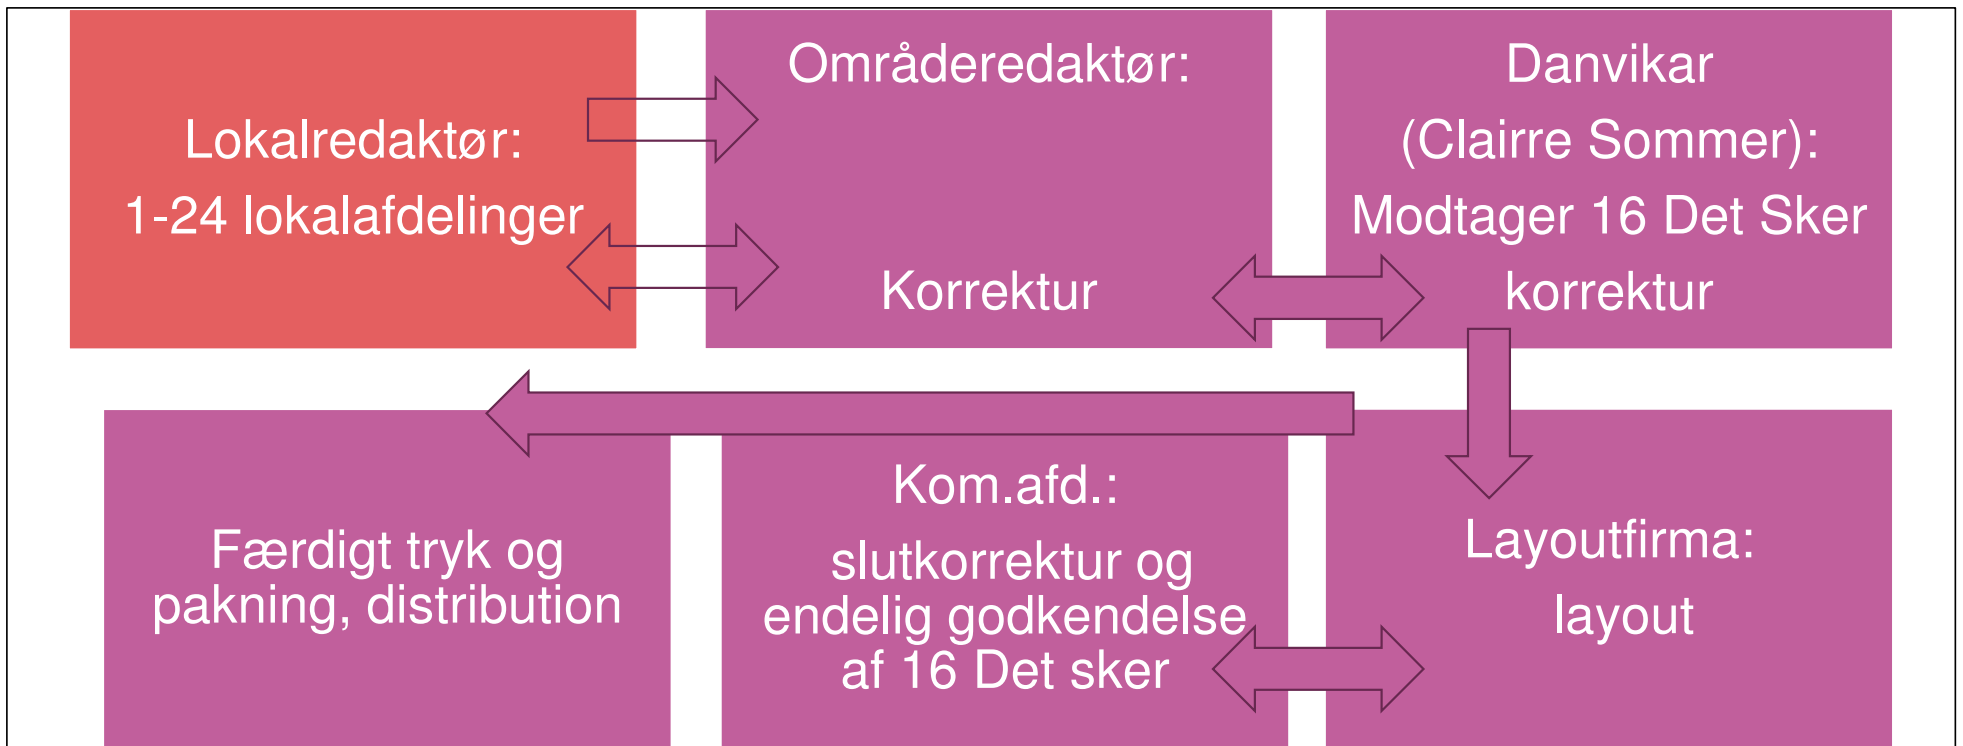 Lokalredaktør:
1-24 lokalafdelinger
Områderedaktør:
Korrektur
Danvikar
(Clairre Sommer):
Modtager 16 Det Sker
korrektur
Færdigt tryk og
pakning, distribution
Kom.afd.:
slutkorrektur og
endelig godkendelse
af 16 Det sker
Layoutfirma:
layout